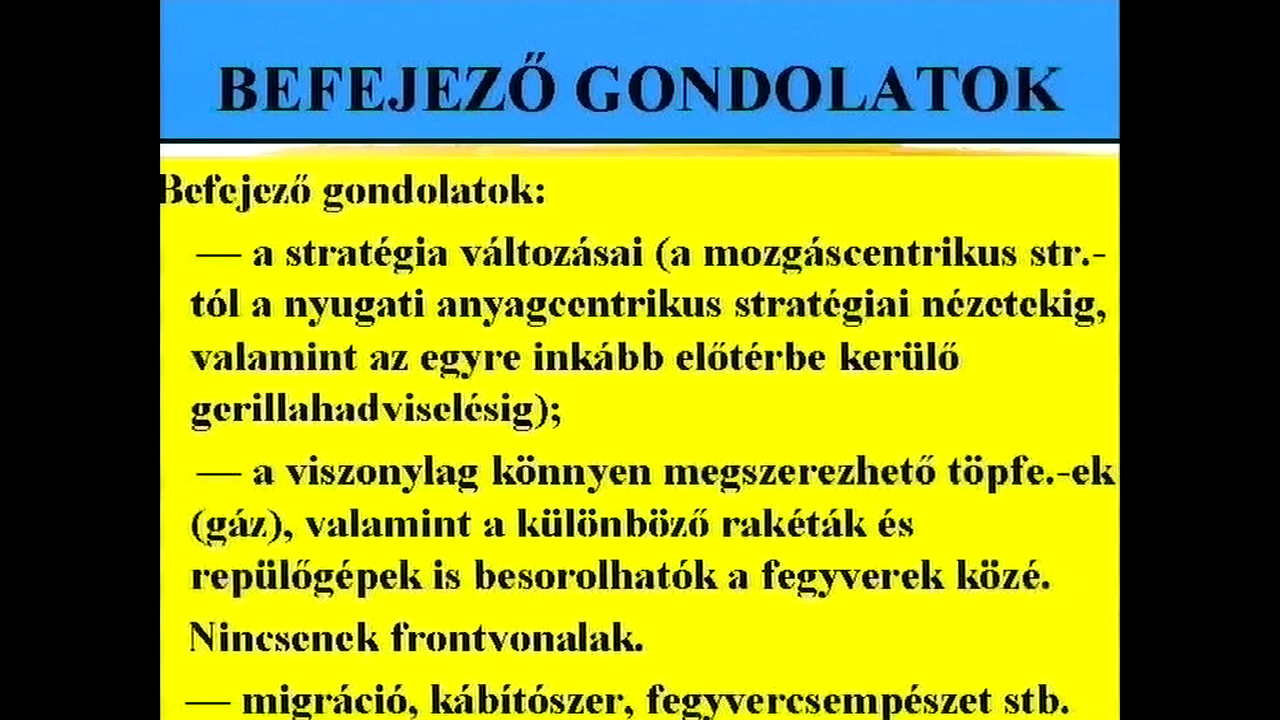 BEFEJEZŐ GONDOLATOK
Befejező gondolatok:
— a stratégia változásai (a mozgáscentrikus str.-
tól a nyugati anyagcentrikus stratégiai nézetekig,
valamint az egyre inkább előtérbe kerülő
gerillahadviselésig);
— a viszonylag könnyen megszerezhető töpfe.-ek
(gáz), valamint a különböző rakéták és
repülőgépek is besorolhatók a fegyverek közé.
Nincsenek frontvonalak.
— migráció, kábítószer, fegyvercsempészet stb.